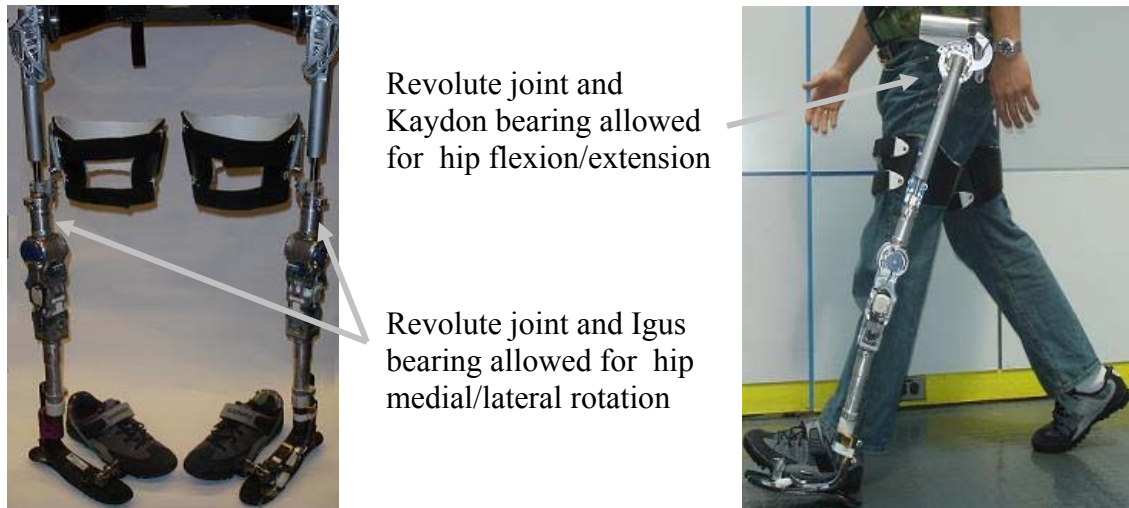 Revolute joint and
Kaydon bearing allowed
for hip flexion/extension
Revolute joint and Igus
bearing allowed for hip
medial/lateral rotation